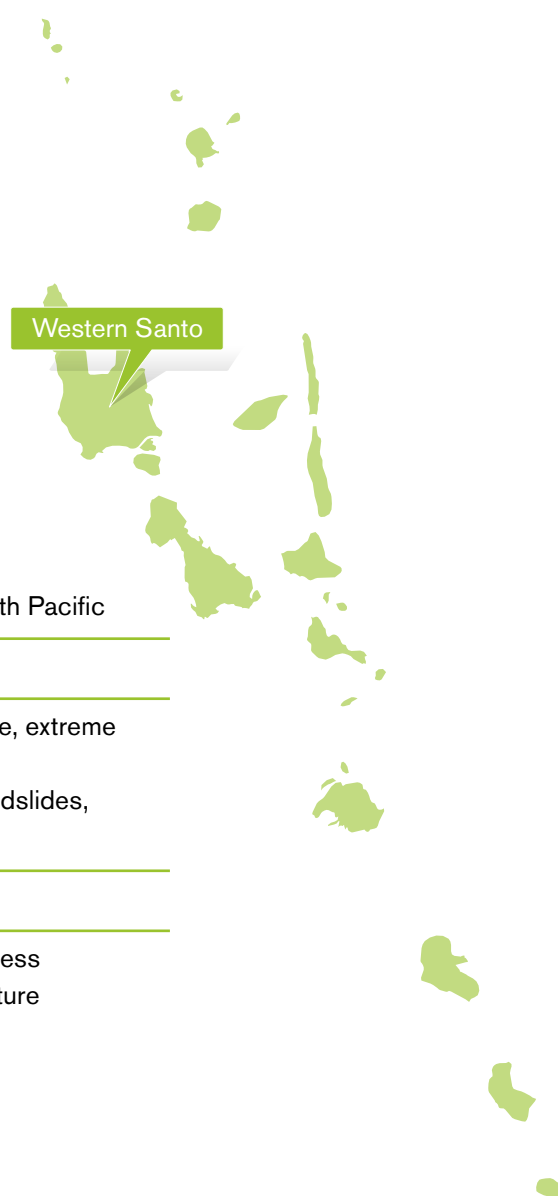 Western Santo
th Pacific
e, extreme
dslides,
ess
ture